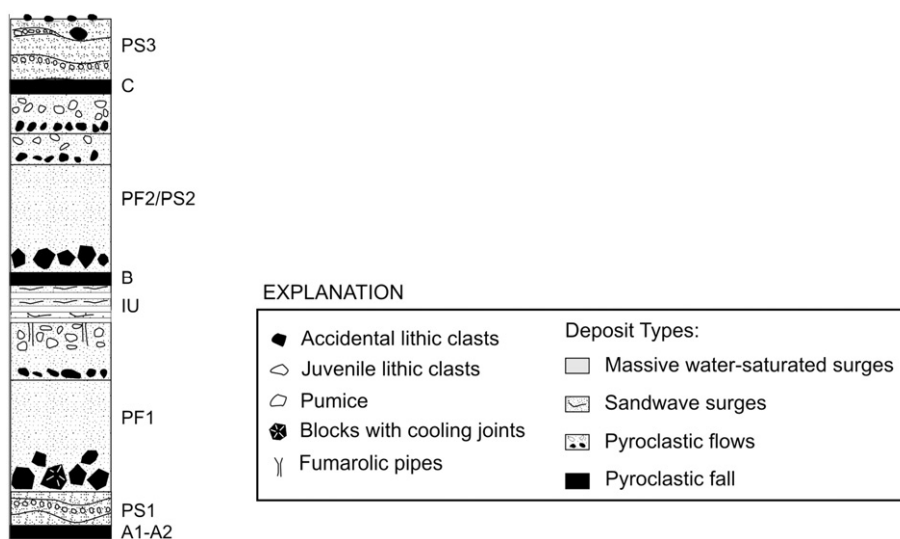 PS3
C
PF2/PS2
B
IU
PF1
PS1
A1-A2
EXPLANATION
Accidental lithic clasts
Juvenile lithic clasts
Pumice
Blocks with cooling joints
Fumarolic pipes
Deposit Types:
Massive water-saturated surges
Sandwave surges
Pyroclastic flows
Pyroclastic fall